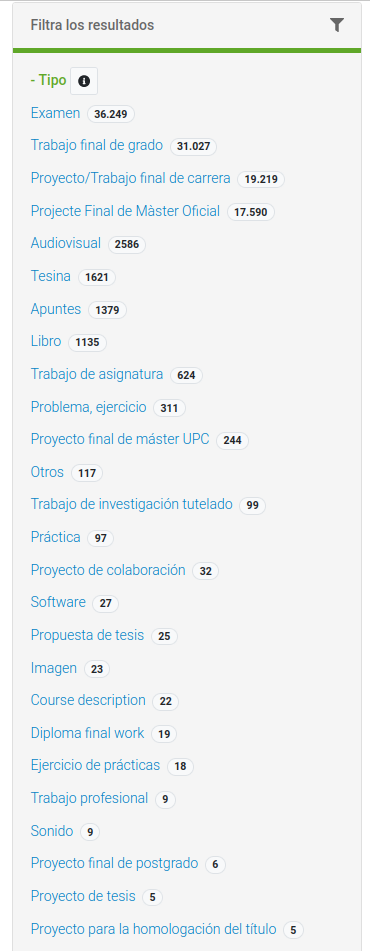 Filtra los resultados
- Tipo
Examen 36.249
Trabajo final de grado 31.027
Proyecto/Trabajo final de carrera 19.219
Projecte Final de Màster Oficial 17.590
Audiovisual 2586
Tesina 1621
Apuntes 1379
Libro 1135
Trabajo de asignatura 624
Problema, ejercicio 311
Proyecto final de máster UPC 244
Otros 117
Trabajo de investigación tutelado 99
Práctica 97
Proyecto de colaboración 32
Software 27
Propuesta de tesis 25
Imagen 23
Course description 22
Diploma final work 19
Ejercicio de prácticas 18
Trabajo profesional 9
Sonido 9
Proyecto final de postgrado 6
Proyecto de tesis 5
Proyecto para la homologación del título 5